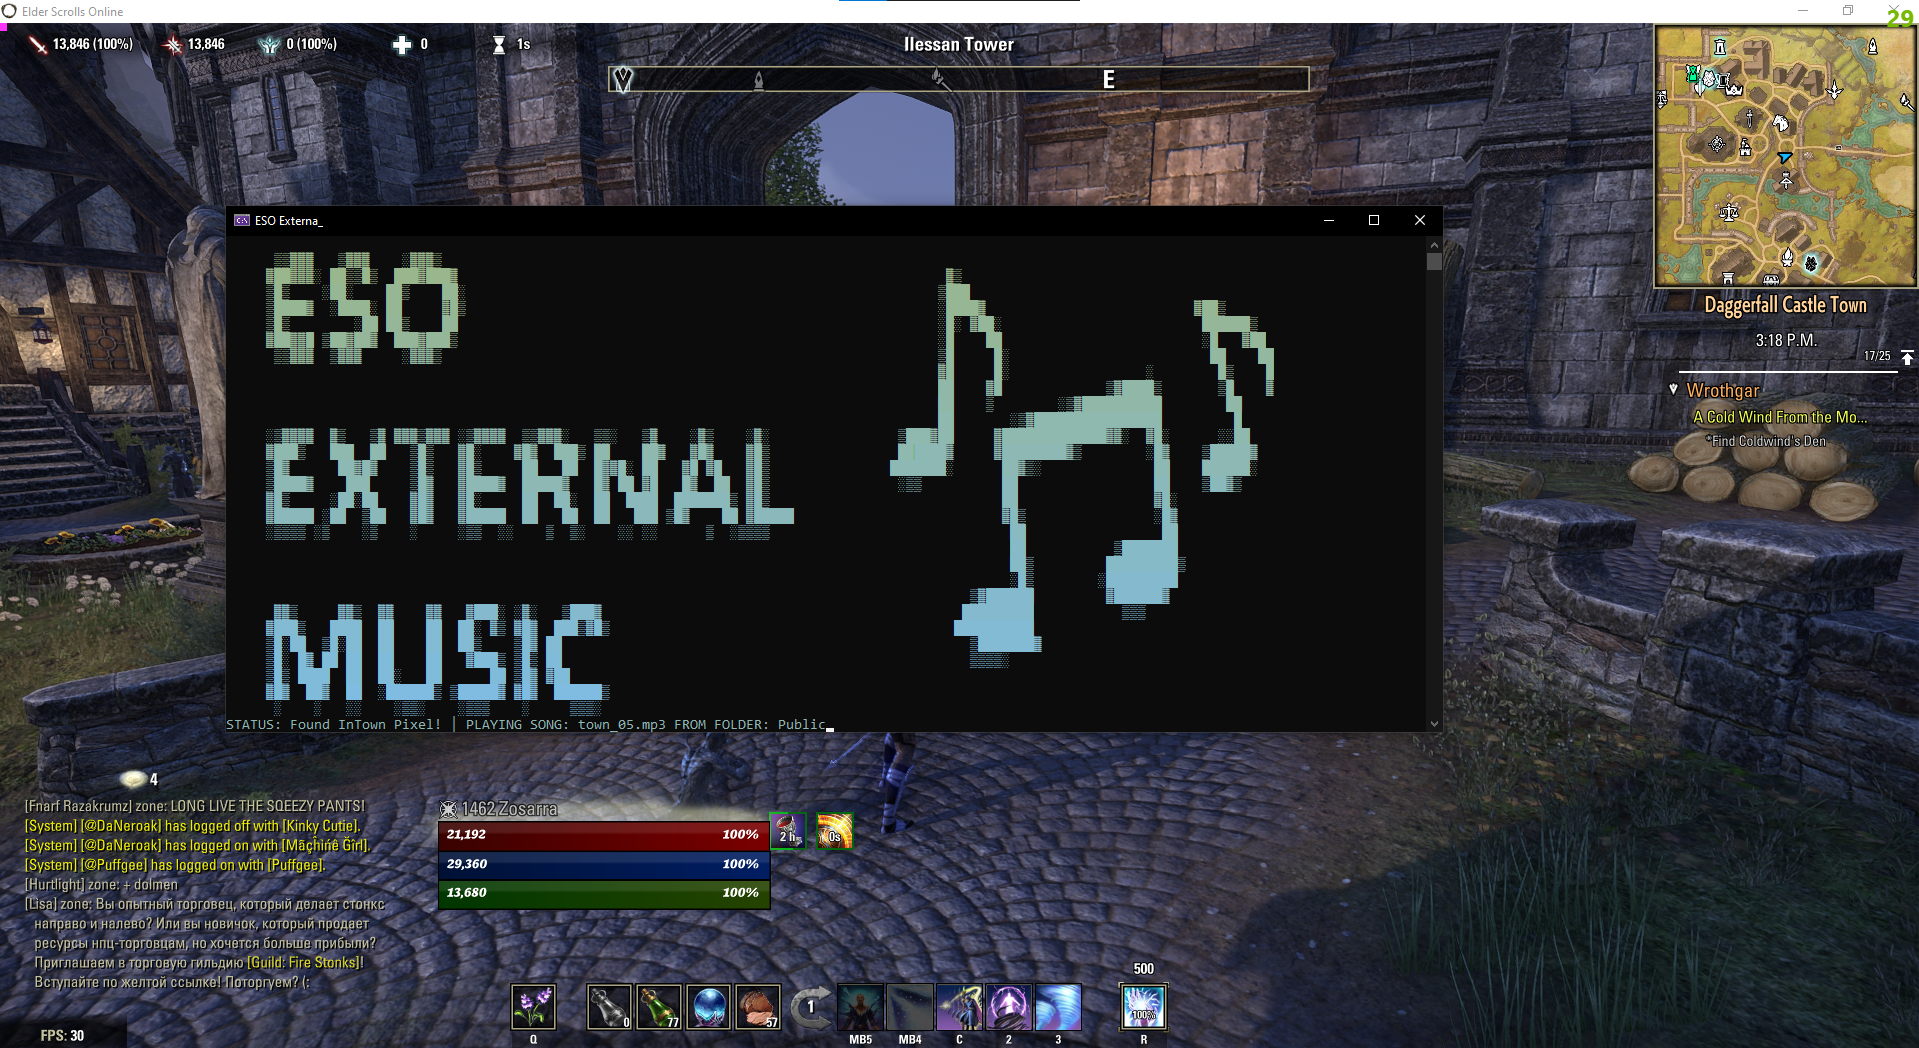 Elder Scrolls Online
29
13,846 (100%)
13,846
0 (100%)
0
1s
Ilessan Tower
E
Daggerfall Castle Town
3:18 P.M.
17/25
Wrothgar
A Cold Wind From the Mo...
*Find Coldwind's Den
ESO Externa_
ESO
EXTERNAL
MUSIC
STATUS: Found InTown Pixel! | PLAYING SONG: town_05.mp3 FROM FOLDER: Public
4
[Fnarf Razakrumz] zone: LONG LIVE THE SQEEZY PANTS!
[System] [@DaNeroak] has logged off with [Kinky Cutie].
[System] [@DaNeroak] has logged on with [Mãçhìńê Ğîrl].
[System] [@Puffgee] has logged on with [Puffgee].
[Hurtlight] zone: + dolmen
[Lisa] zone: Вы опытный торговец, который делает стонкс
направо и налево? Или вы новичок, который продает
ресурсы нпц-торговцам, но хочется больше прибыли?
Приглашаем в торговую гильдию [Guild: Fire Stonks]!
Вступайте по желтой ссылке! Поторгуем? (:
1462 Zosarra
21,192 100%
29,360 100%
13,680 100%
2 h
0s
0
77
57
1
500
100%
Q
MB5
MB4
C
2
3
R
FPS: 30